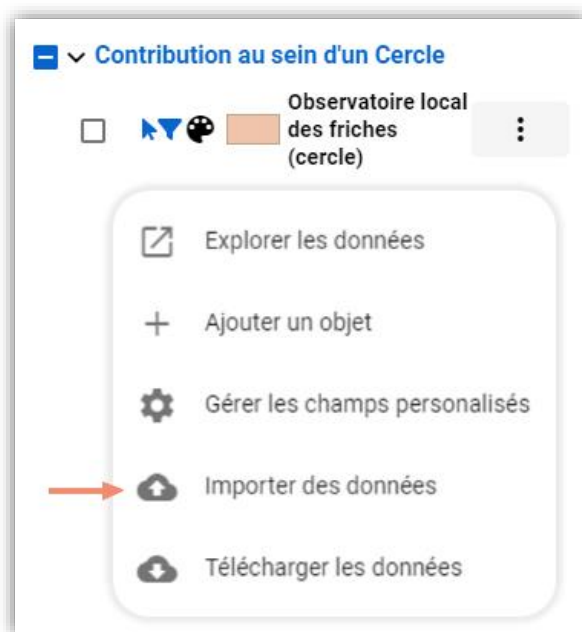 Contribution au sein d'un Cercle
Observatoire local
des friches
(cercle)
Explorer les données
Ajouter un objet
Gérer les champs personalisés
Importer des données
Télécharger les données